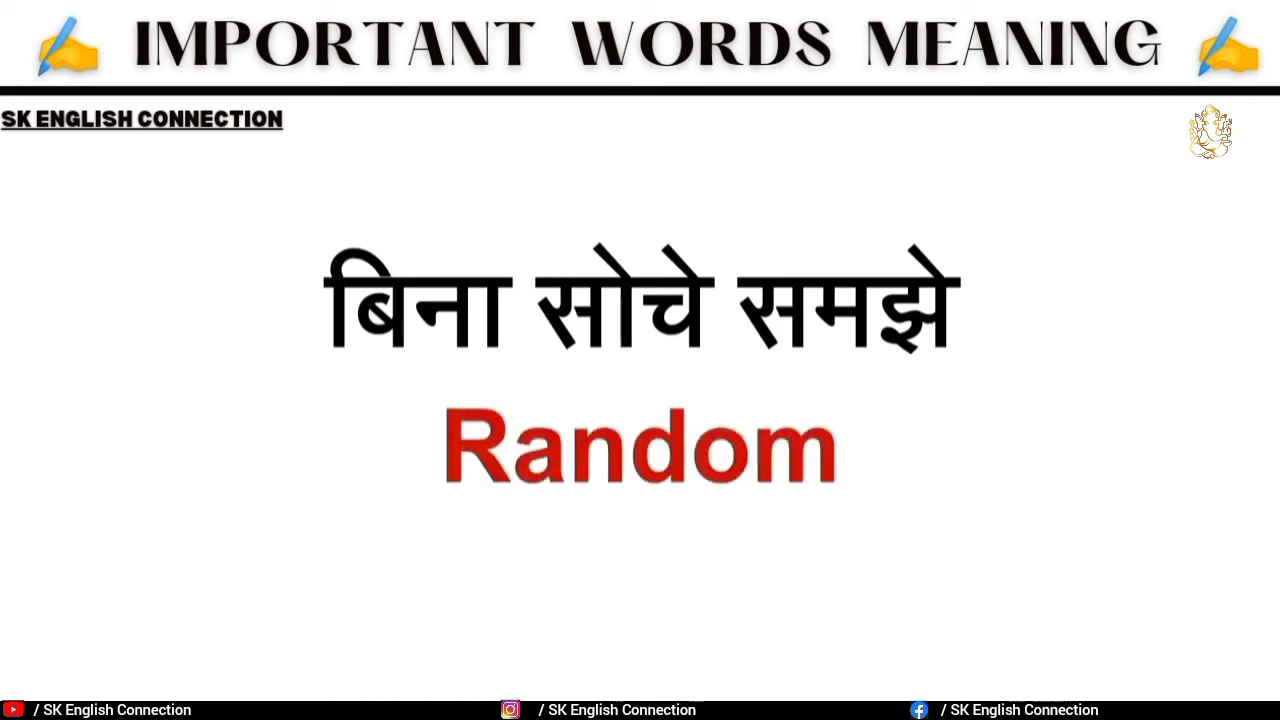 IMPORTANT WORDS MEANING
SK ENGLISH CONNECTION
बिना सोचे समझे
Random
/ SK English Connection / SK English Connection / SK English Connection